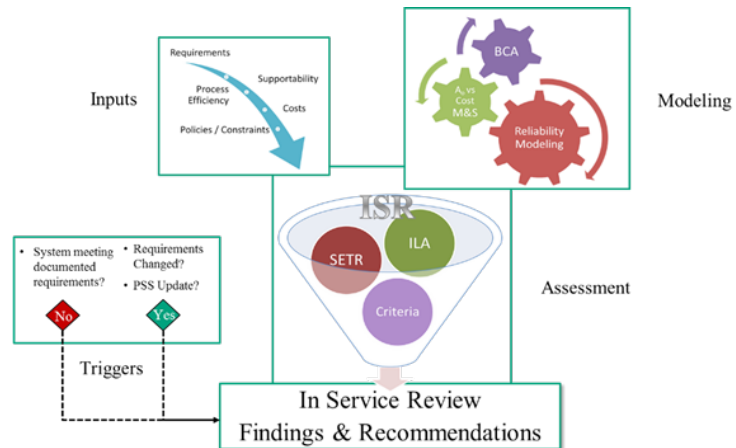 Inputs
Requirements
Supportability
Process
Efficiency
Costs
Policies / Constraints
BCA
Ao vs
Cost
M&S
Reliability
Modeling
Modeling
ISR
SETR
ILA
Criteria
Assessment
• System meeting
documented
requirements?
• Requirements
Changed?
• PSS Update?
No
Yes
Triggers
In Service Review
Findings & Recommendations